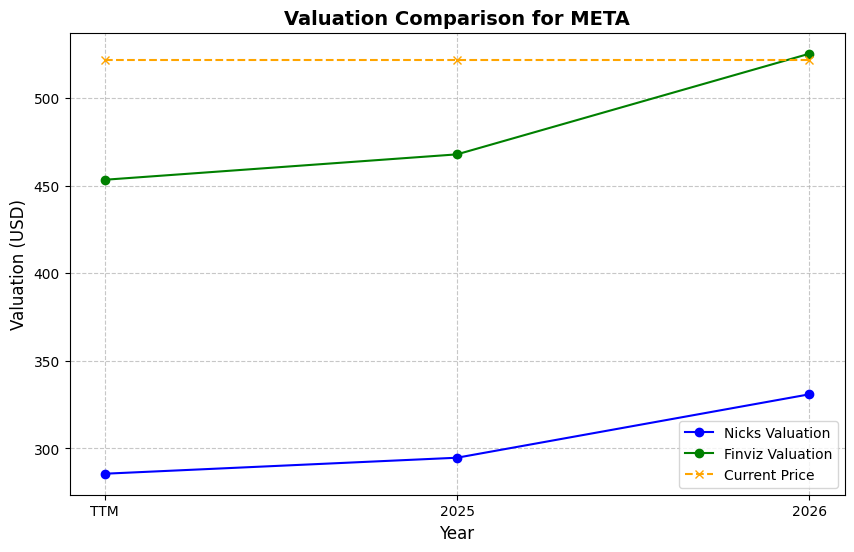 Valuation Comparison for META
Valuation (USD)
500
450
400
350
300
TTM
2025
2026
Year
Nicks Valuation
Finviz Valuation
Current Price